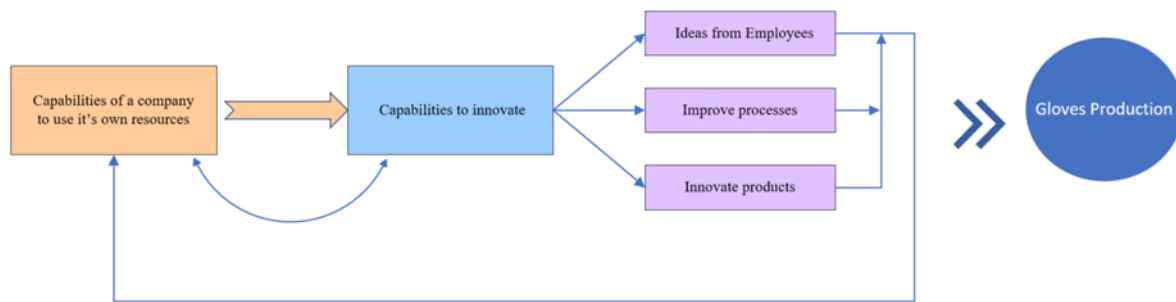 Capabilities of a company
to use it's own resources
Capabilities to innovate
Ideas from Employees
Improve processes
Innovate products
Gloves Production